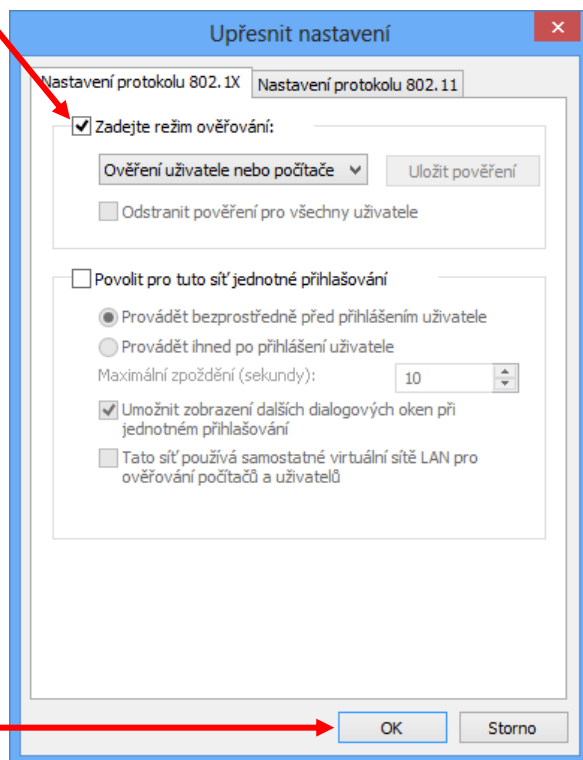 Upřesnit nastavení
Nastavení protokolu 802.1X
Nastavení protokolu 802.11
Zadejte režim ověřování:
Ověření uživatele nebo počítače
Uložit pověření
Odstranit pověření pro všechny uživatele
Povolit pro tuto síť jednotné přihlašování
Provádět bezprostředně před přihlášením uživatele
Provádět ihned po přihlášení uživatele
Maximální zpoždění (sekundy):
10
Umožnit zobrazení dalších dialogových oken při
jednotném přihlašování
Tato síť používá samostatné virtuální sítě LAN pro
ověřování počítačů a uživatelů
OK
Storno